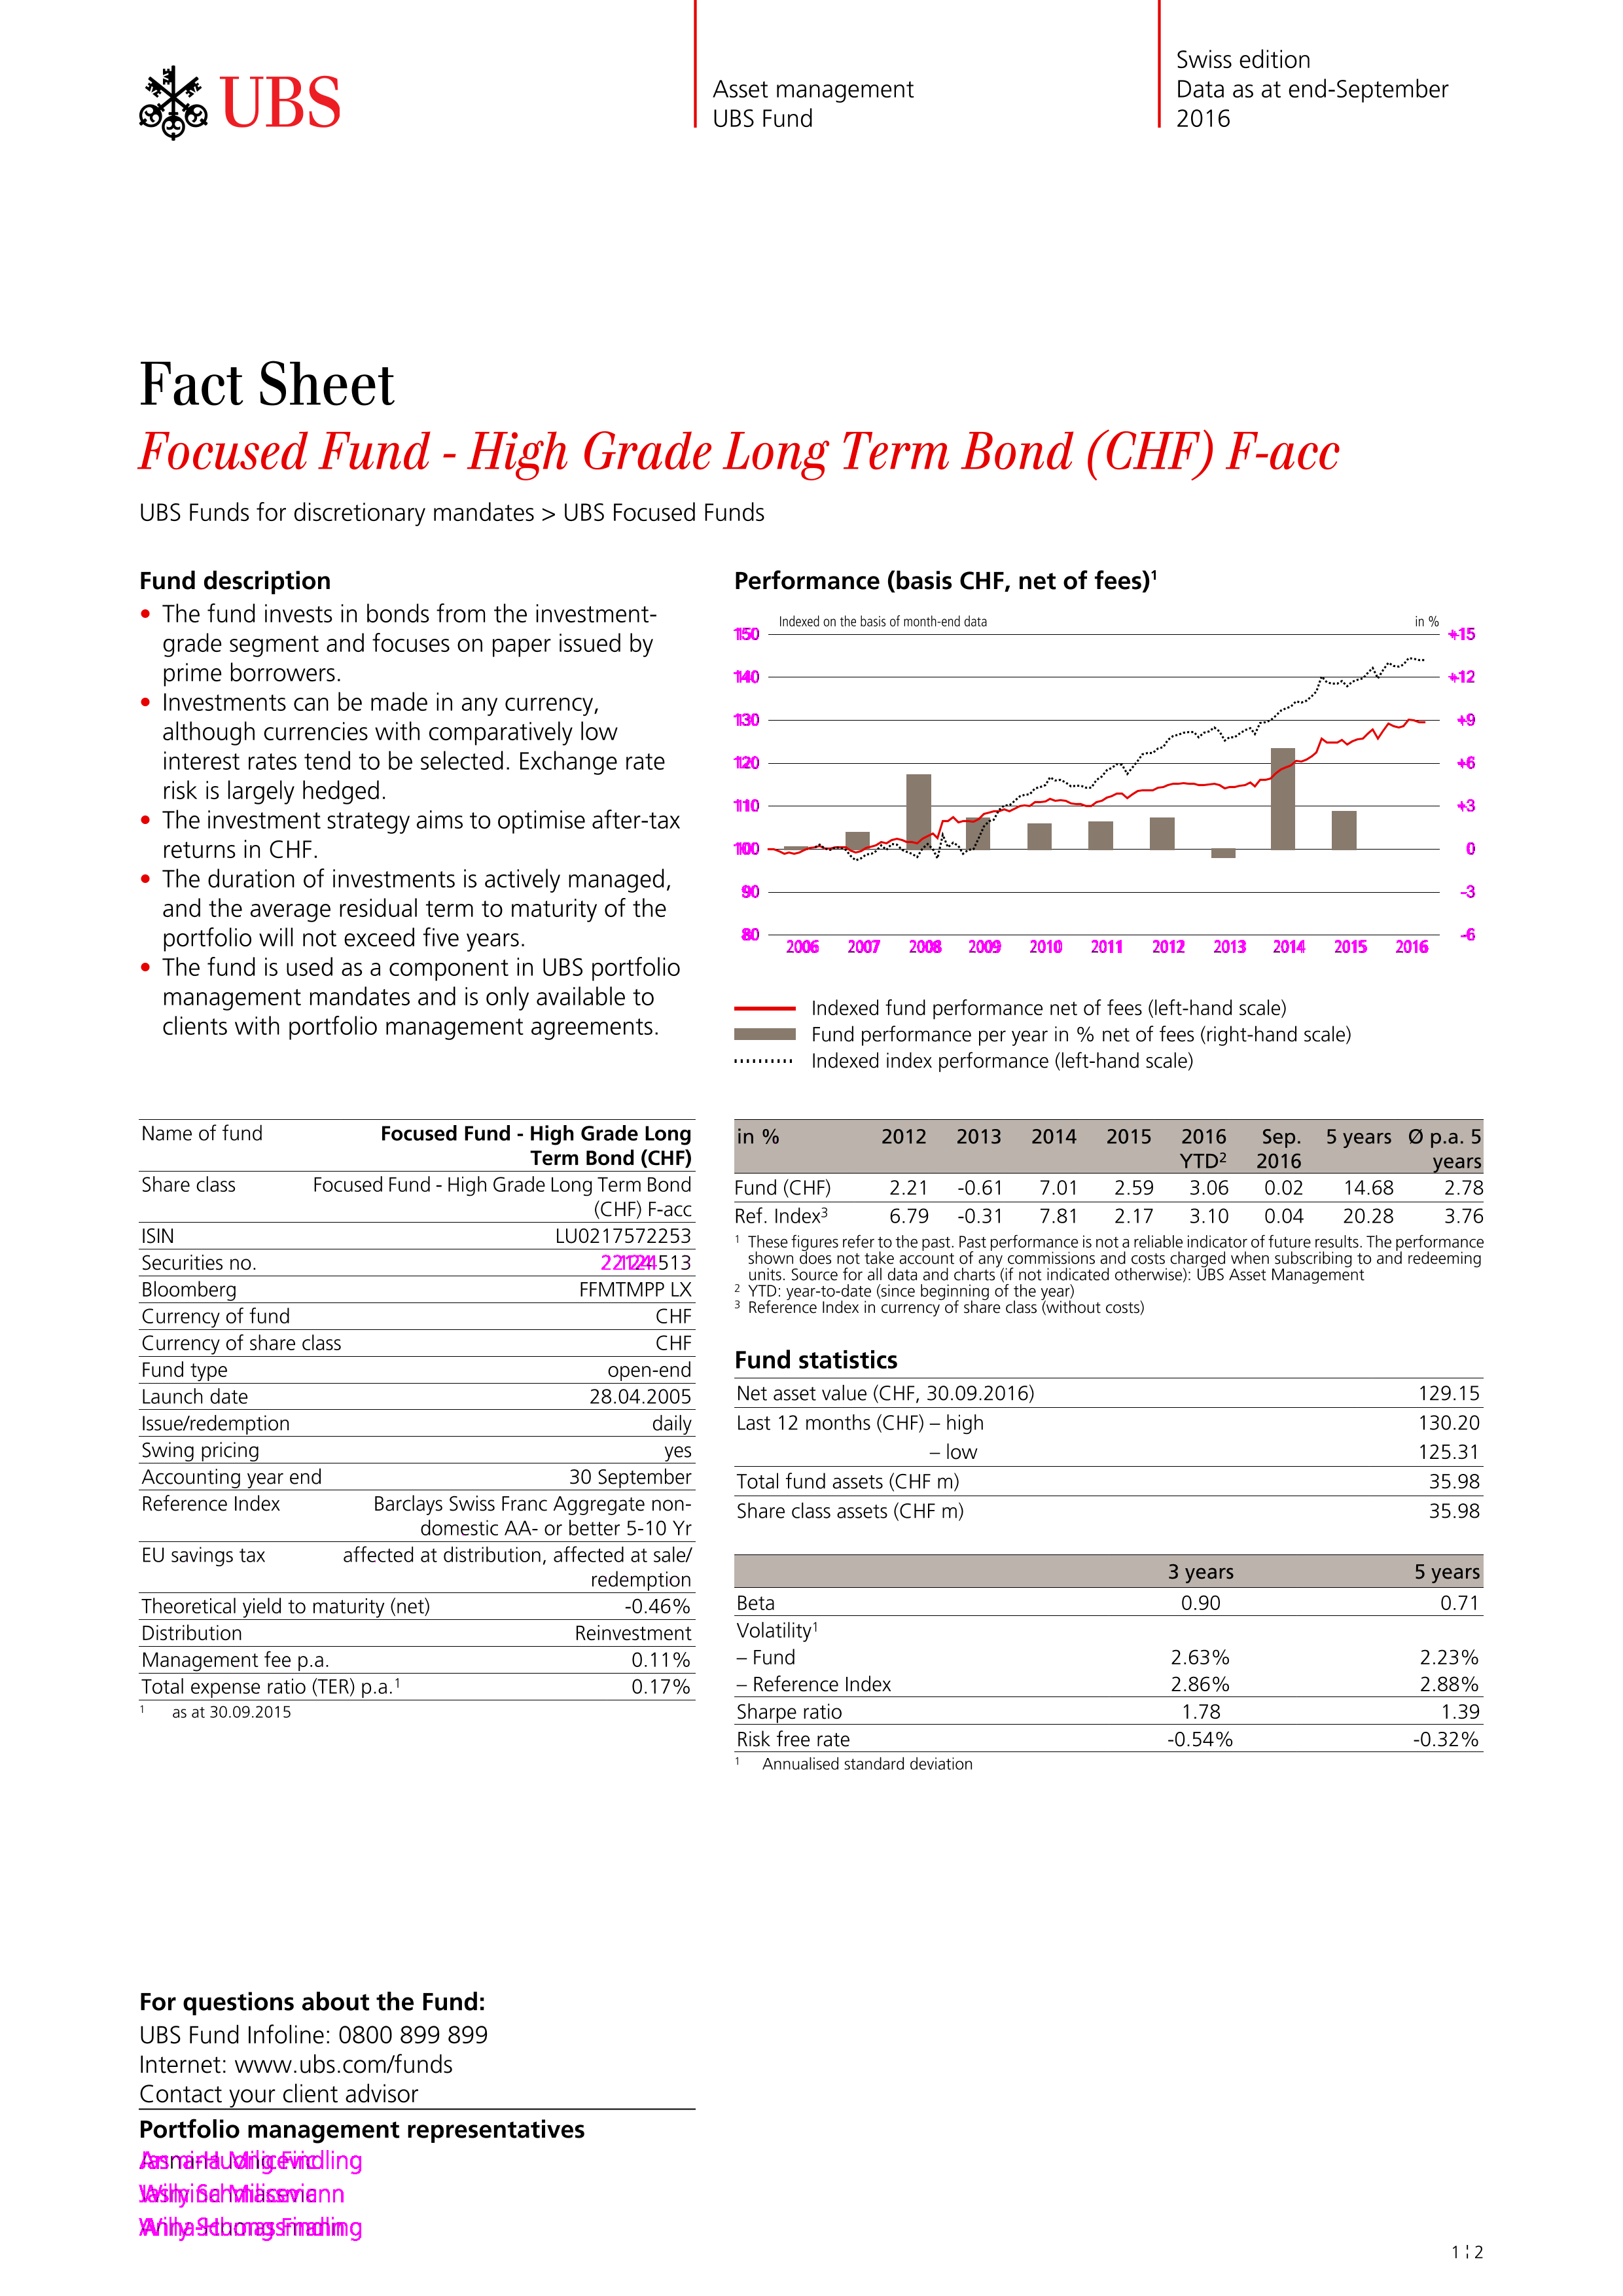 UBS
Asset management
UBS Fund
Swiss edition
Data as at end-September
2016
Fact Sheet
Focused Fund - High Grade Long Term Bond (CHF) F-acc
UBS Funds for discretionary mandates > UBS Focused Funds
Fund description
• The fund invests in bonds from the investment-
grade segment and focuses on paper issued by
prime borrowers.
• Investments can be made in any currency,
although currencies with comparatively low
interest rates tend to be selected. Exchange rate
risk is largely hedged.
• The investment strategy aims to optimise after-tax
returns in CHF.
• The duration of investments is actively managed,
and the average residual term to maturity of the
portfolio will not exceed five years.
• The fund is used as a component in UBS portfolio
management mandates and is only available to
clients with portfolio management agreements.
Performance (basis CHF, net of fees)¹
Indexed on the basis of month-end data in %
150 +15
140 +12
130 +9
120 +6
110 +3
100 0
90 -3
80 -6
2006 2007 2008 2009 2010 2011 2012 2013 2014 2015 2016
Indexed fund performance net of fees (left-hand scale)
Fund performance per year in % net of fees (right-hand scale)
Indexed index performance (left-hand scale)
Name of fund Focused Fund - High Grade Long
Term Bond (CHF)
Share class Focused Fund - High Grade Long Term Bond
(CHF) F-acc
ISIN LU0217572253
Securities no. 513
Bloomberg FFMTMPP LX
Currency of fund CHF
Currency of share class CHF
Fund type open-end
Launch date 28.04.2005
Issue/redemption daily
Swing pricing yes
Accounting year end 30 September
Reference Index Barclays Swiss Franc Aggregate non-
domestic AA- or better 5-10 Yr
EU savings tax affected at distribution, affected at sale/
redemption
Theoretical yield to maturity (net) -0.46%
Distribution Reinvestment
Management fee p.a. 0.11%
Total expense ratio (TER) p.a.¹ 0.17%
¹ as at 30.09.2015
in % 2012 2013 2014 2015 2016 Sep. 5 years Ø p.a. 5
YTD² 2016 years
Fund (CHF) 2.21 -0.61 7.01 2.59 3.06 0.02 14.68 2.78
Ref. Index³ 6.79 -0.31 7.81 2.17 3.10 0.04 20.28 3.76
¹ These figures refer to the past. Past performance is not a reliable indicator of future results. The performance
shown does not take account of any commissions and costs charged when subscribing to and redeeming
units. Source for all data and charts (if not indicated otherwise): UBS Asset Management
² YTD: year-to-date (since beginning of the year)
³ Reference Index in currency of share class (without costs)
Fund statistics
Net asset value (CHF, 30.09.2016) 129.15
Last 12 months (CHF) – high 130.20
– low 125.31
Total fund assets (CHF m) 35.98
Share class assets (CHF m) 35.98
3 years 5 years
Beta 0.90 0.71
Volatility¹
– Fund 2.63% 2.23%
– Reference Index 2.86% 2.88%
Sharpe ratio 1.78 1.39
Risk free rate -0.54% -0.32%
¹ Annualised standard deviation
For questions about the Fund:
UBS Fund Infoline: 0800 899 899
Internet: www.ubs.com/funds
Contact your client advisor
Portfolio management representatives
1 ¦ 2